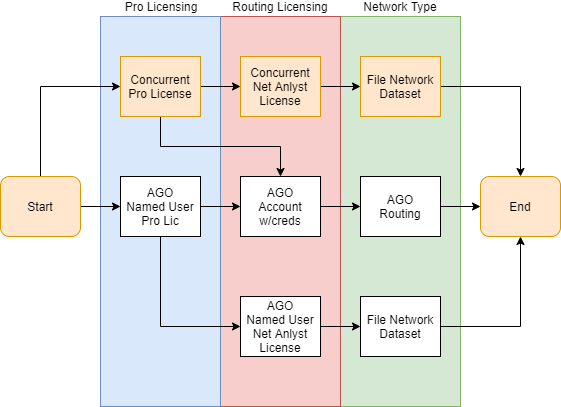 Pro Licensing
Routing Licensing
Network Type
Concurrent
Pro License
Concurrent
Net Anlyst
License
File Network
Dataset
Start
AGO
Named User
Pro Lic
AGO
Account
w/creds
AGO
Routing
End
AGO
Named User
Net Anlyst
License
File Network
Dataset